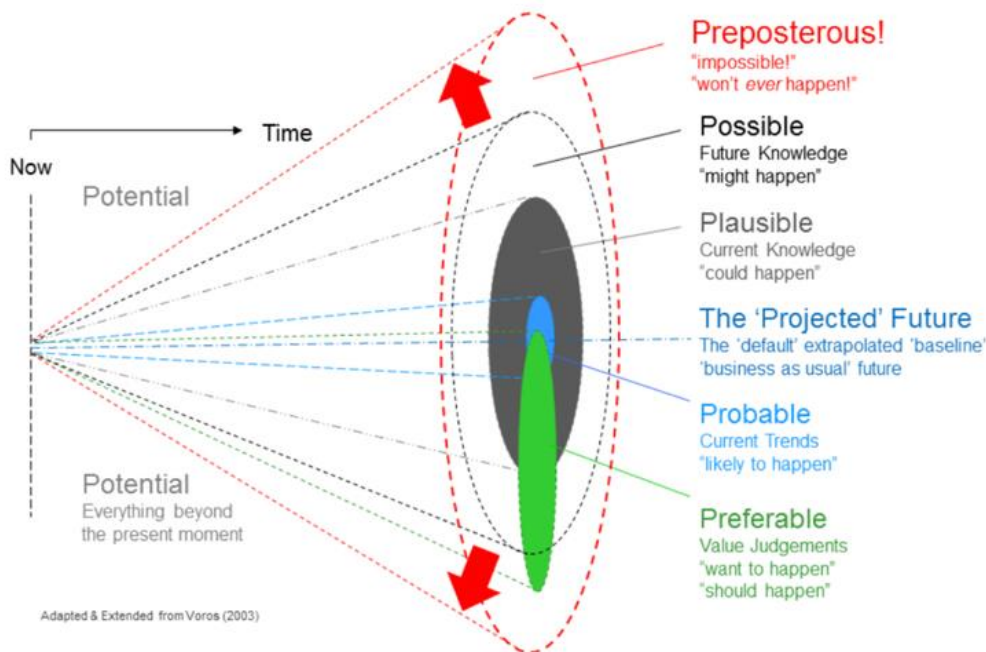 Preposterous!
"impossible!"
"won't ever happen!"
Time
Now
Possible
Future Knowledge
"might happen"
Potential
Plausible
Current Knowledge
"could happen"
The 'Projected' Future
The 'default' extrapolated 'baseline'
'business as usual' future
Probable
Current Trends
"likely to happen"
Potential
Everything beyond
the present moment
Preferable
Value Judgements
"want to happen"
"should happen"
Adapted & Extended from Voros (2003)